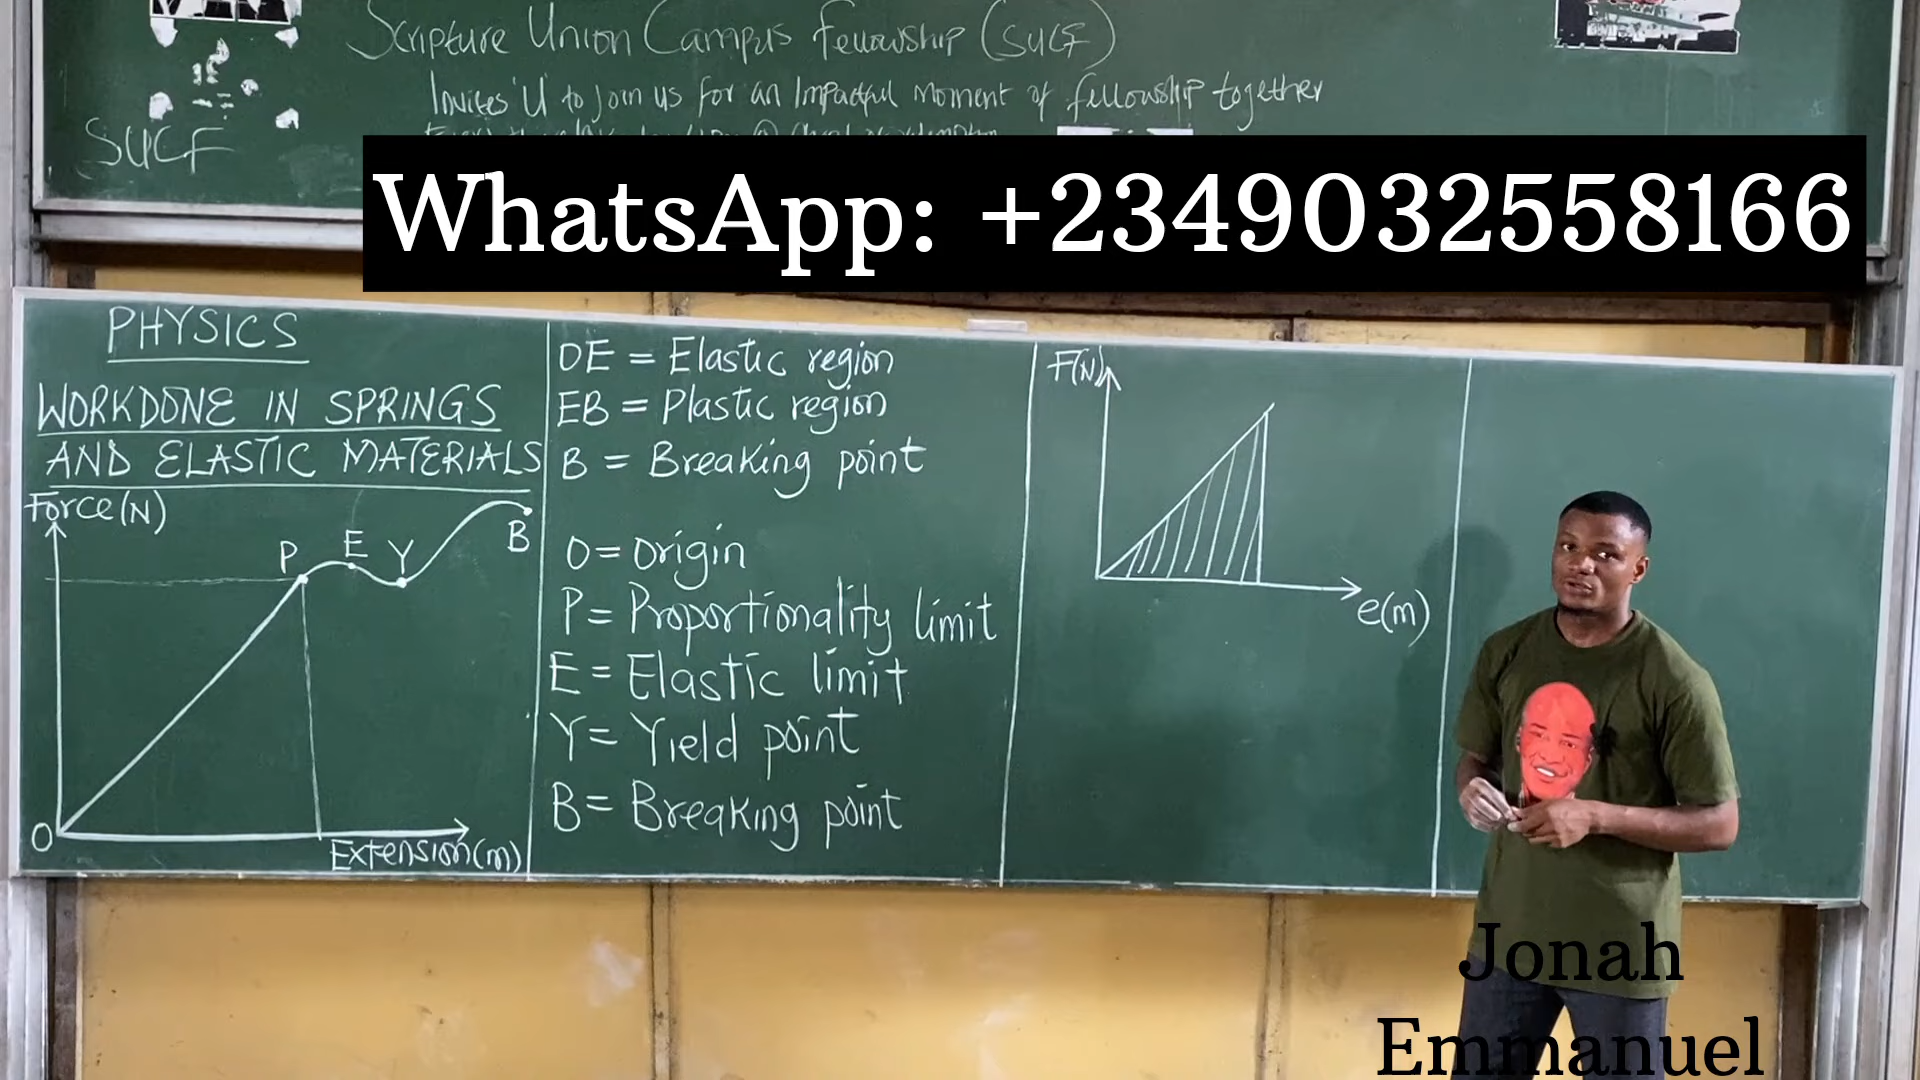 Scripture Union Campus Fellowship (SUCF)
Invites 'U' to Join us for an Impactful Moment of fellowship together
SUCF
WhatsApp: +2349032558166
PHYSICS
WORKDONE IN SPRINGS
AND ELASTIC MATERIALS
Force(N)
P
E
Y
B
O
Extension(m)
OE = Elastic region
EB = Plastic region
B = Breaking point
O = Origin
P = Proportionality limit
E = Elastic limit
Y = Yield point
B = Breaking point
F(N)
e(m)
Jonah
Emmanuel